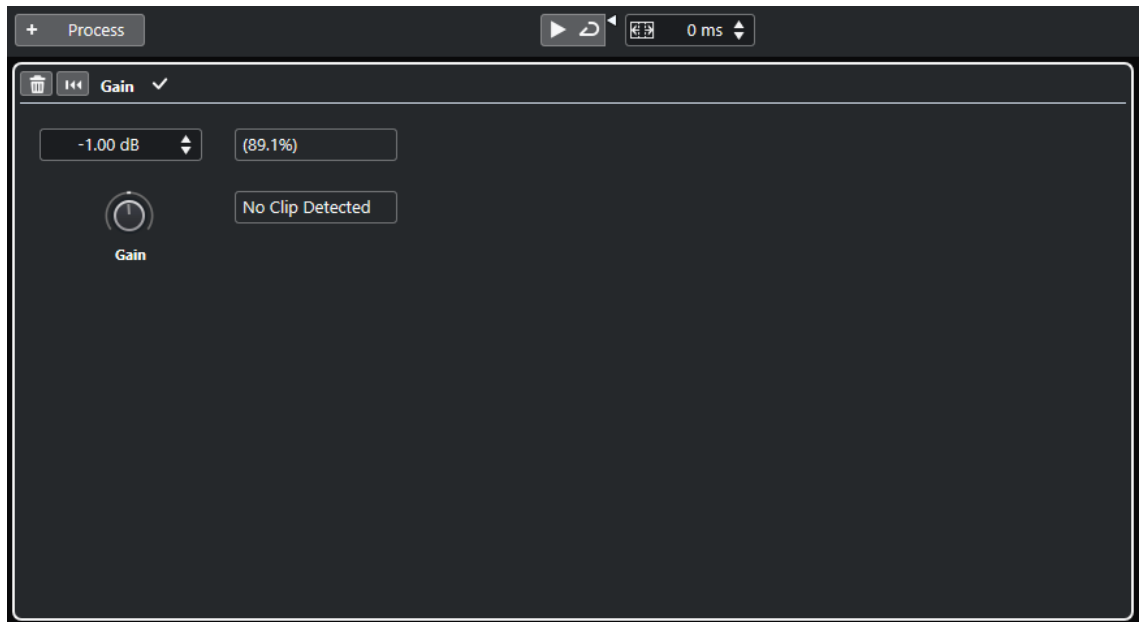 + Process
0 ms
Gain
-1.00 dB
(89.1%)
No Clip Detected
Gain